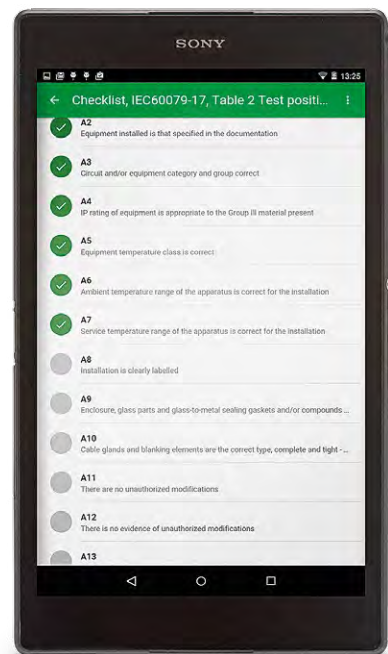 SONY
13:25
Checklist, IEC60079-17, Table 2 Test positi...
A2
Equipment installed is that specified in the documentation
A3
Circuit and/or equipment category and group correct
A4
IP rating of equipment is appropriate to the Group III material present
A5
Equipment temperature class is correct
A6
Ambient temperature range of the apparatus is correct for the installation
A7
Service temperature range of the apparatus is correct for the installation
A8
Installation is clearly labelled
A9
Enclosure, glass parts and glass-to-metal sealing gaskets and/or compounds ...
A10
Cable glands and blanking elements are the correct type, complete and tight - ...
A11
There are no unauthorized modifications
A12
There is no evidence of unauthorized modifications
A13